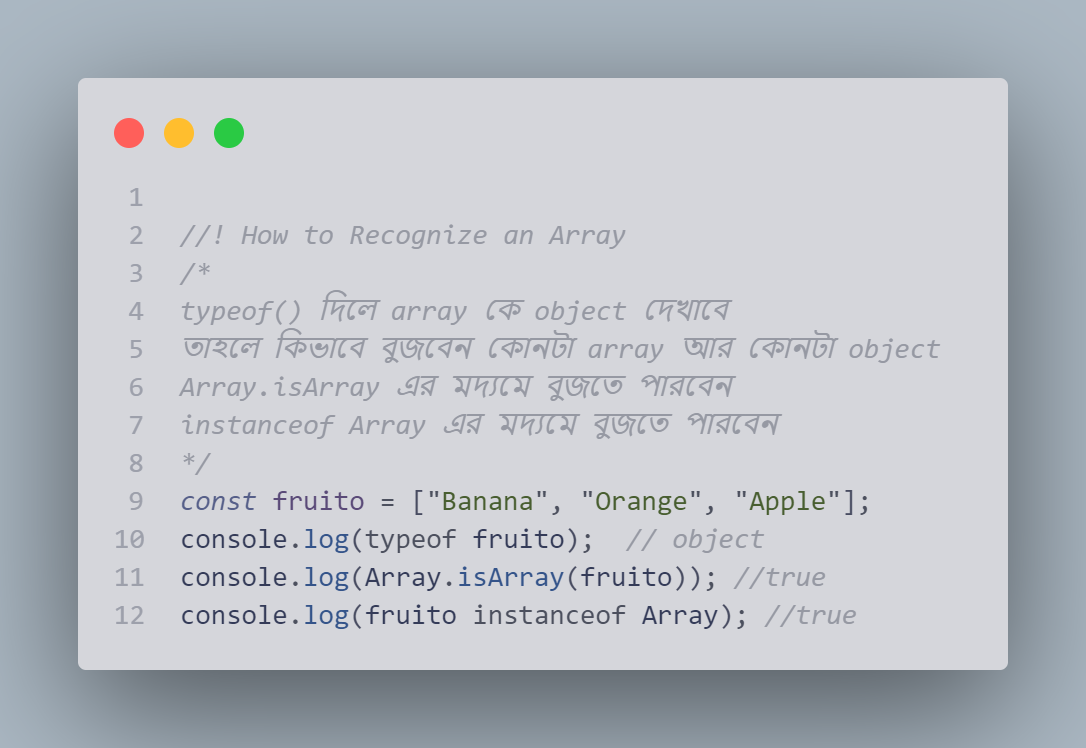 1
2 //! How to Recognize an Array
3 /*
4 typeof() দিলে array কে object দেখাবে
5 তাহলে কিভাবে বুজবেন কোনটা array আর কোনটা object
6 Array.isArray এর মদ্যমে বুজতে পারবেন
7 instanceof Array এর মদ্যমে বুজতে পারবেন
8 */
9 const fruito = ["Banana", "Orange", "Apple"];
10 console.log(typeof fruito);  // object
11 console.log(Array.isArray(fruito)); //true
12 console.log(fruito instanceof Array); //true